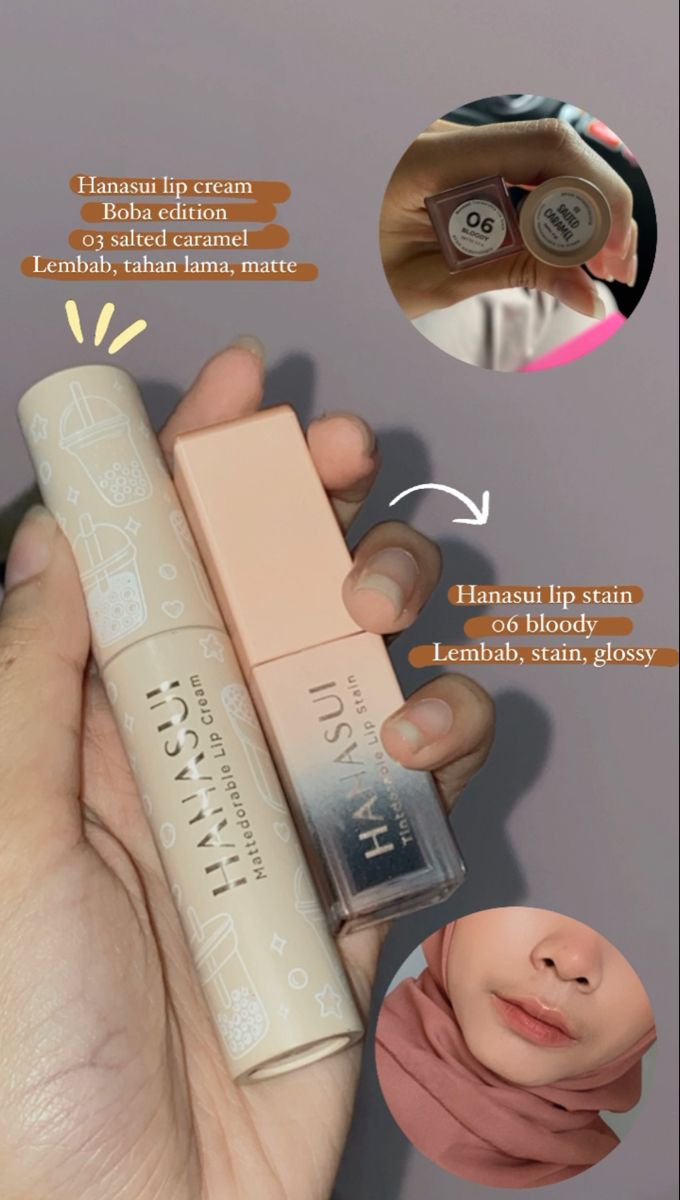 Hanasui lip cream
Boba edition
03 salted caramel
Lembab, tahan lama, matte
06
BLOODY
03
SALTED
CARAMEL
HANASUI
Mattedorable Lip Cream
HANASUI
Tintdorable Lip Stain
Hanasui lip stain
06 bloody
Lembab, stain, glossy